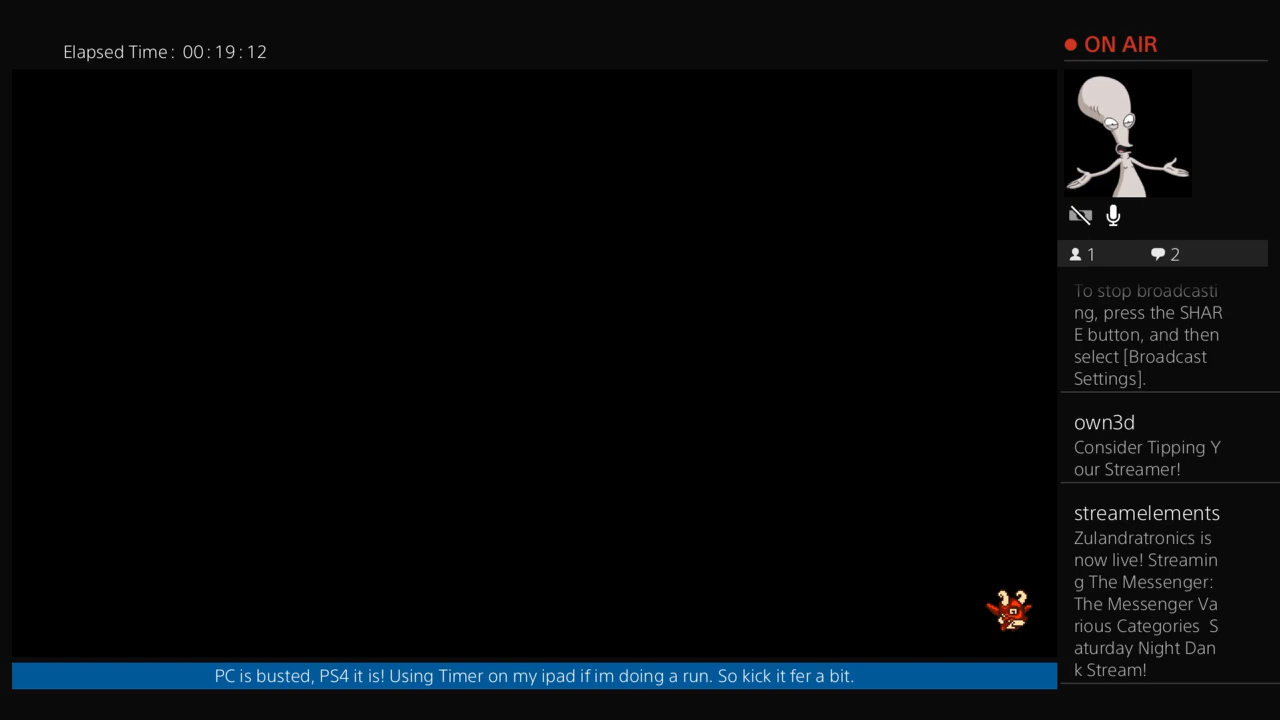 Elapsed Time: 00:19:12
ON AIR
1
2
To stop broadcasti
ng, press the SHAR
E button, and then
select [Broadcast
Settings].
own3d
Consider Tipping Y
our Streamer!
streamelements
Zulandratronics is
now live! Streamin
g The Messenger:
The Messenger Va
rious Categories S
aturday Night Dan
k Stream!
PC is busted, PS4 it is! Using Timer on my ipad if im doing a run. So kick it fer a bit.